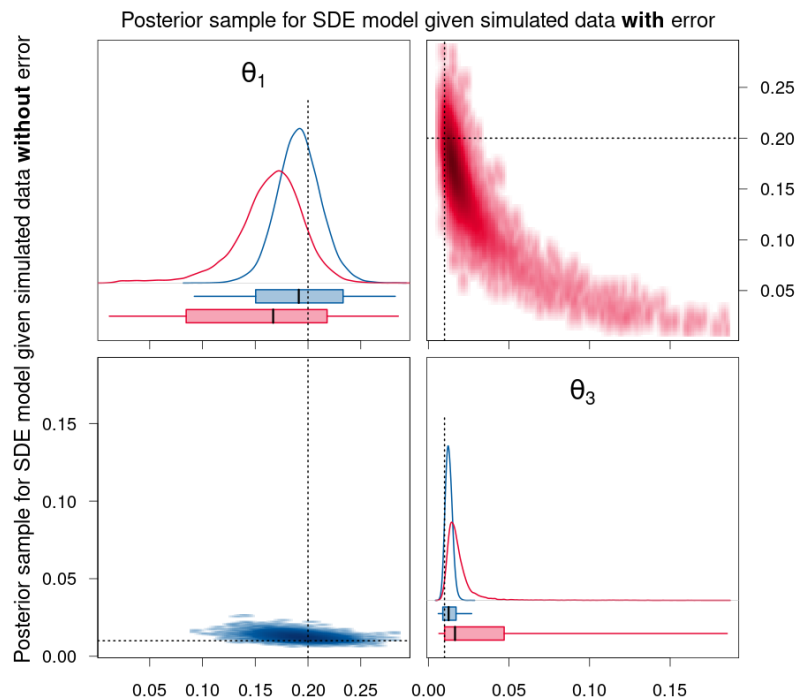 Posterior sample for SDE model given simulated data with error
Posterior sample for SDE model given simulated data without error
θ1
0.25
0.20
0.15
0.10
0.05
0.15
0.10
0.05
0.00
θ3
0.05 0.10 0.15 0.20 0.25
0.00 0.05 0.10 0.15